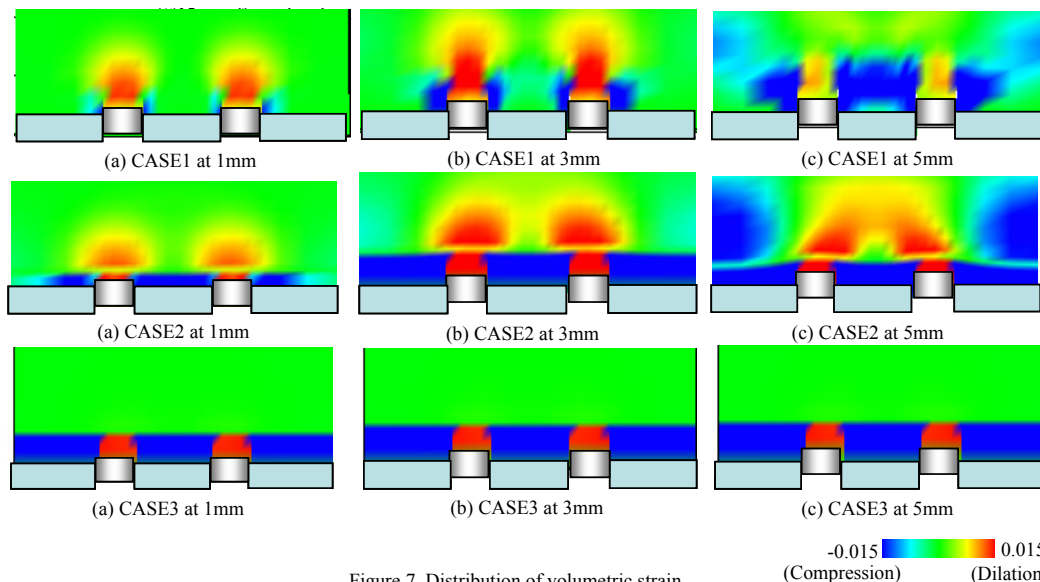 (a) CASE1 at 1mm
(b) CASE1 at 3mm
(c) CASE1 at 5mm
(a) CASE2 at 1mm
(b) CASE2 at 3mm
(c) CASE2 at 5mm
(a) CASE3 at 1mm
(b) CASE3 at 3mm
(c) CASE3 at 5mm
-0.015 0.015
(Compression) (Dilation
Figure 7. Distribution of volumetric strain